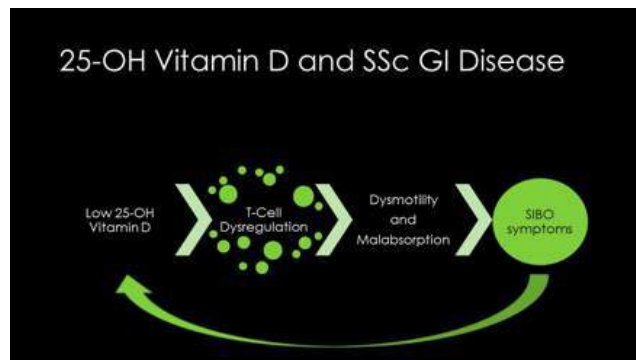 25-OH Vitamin D and SSc GI Disease
Low 25-OH
Vitamin D
T-Cell
Dysregulation
Dysmotility
and
Malabsorption
SIBO
symptoms